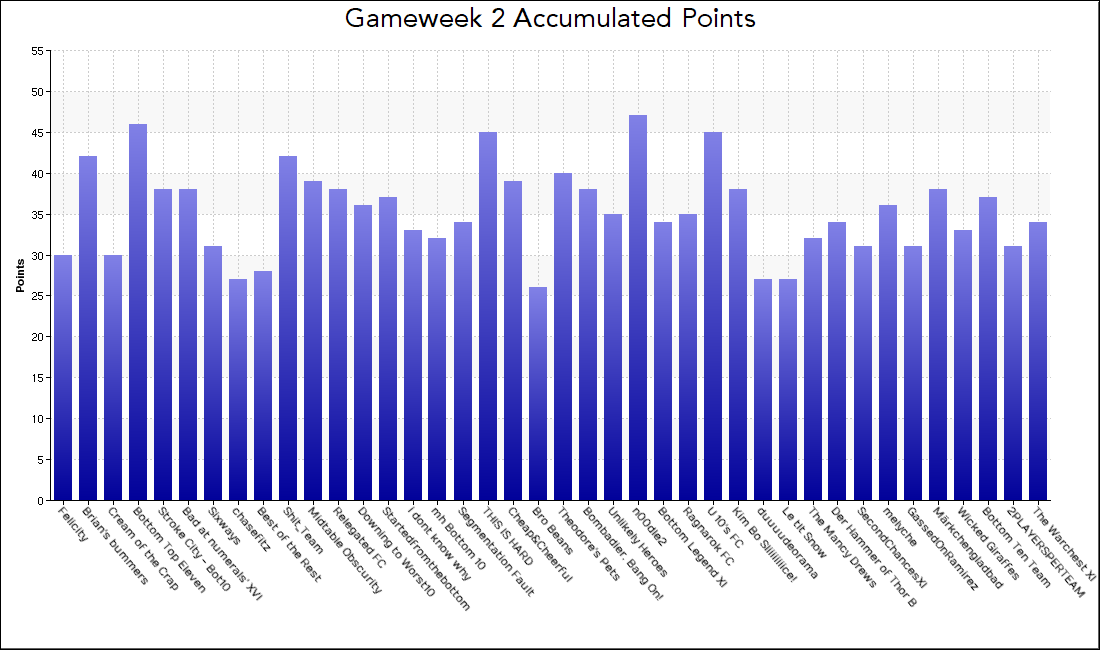 Gameweek 2 Accumulated Points
55
50
45
40
35
30
25
20
15
10
5
0
Points
Felicity
Brian's bummers
Cream of the Crap
Bottom Top Eleven
Stroke City - Bot10
Bad at numerals' XVI
Sixways
chasefitz
Best of the Rest
Shit_Team
Midtable Obscurity
Relegated FC
Downing to Worst10
Startedfromthebottom
i dont know why
mh Bottom 10
Segmentation Fault
THIS IS HARD
Cheap&Cheerful
Bro Beans
Theodore's Pets
Bombadier. Bang On!
Unlikely Heroes
n00dle2
Bottom Legend XI
Ragnarok FC
U10's FC
Kim Bo Sliiiiiiiice!
duuuuudeorama
Le tit Snow
The Mancy Drews
Der Hammer of Thor B
SecondChancesXI
melyche
GassedOnRamirez
Märkchengladbad
Wicked Giraffes
Bottom Ten Team
2PLAYERSPERTEAM
The Warchest XI